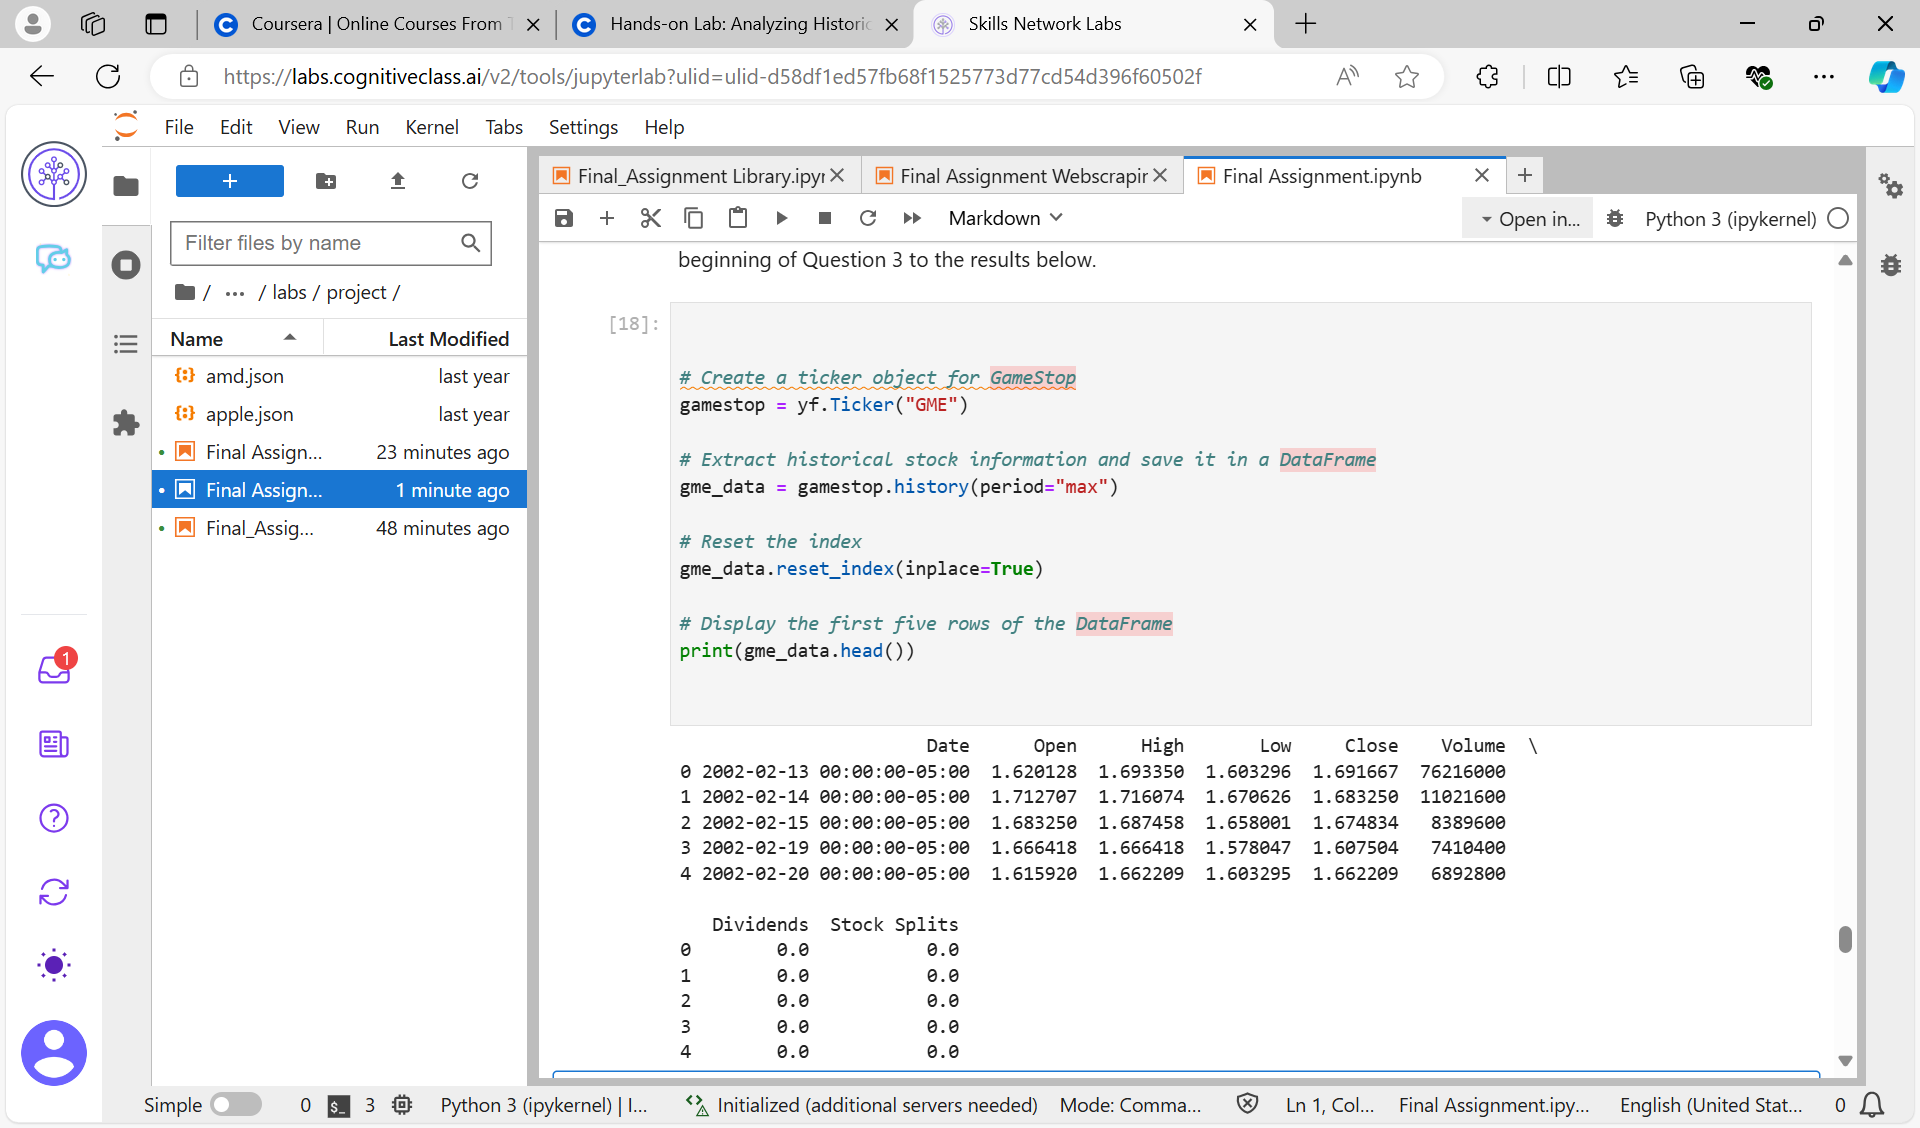 Coursera | Online Courses From T
Hands-on Lab: Analyzing Historic
Skills Network Labs
https://labs.cognitiveclass.ai/v2/tools/jupyterlab?ulid=ulid-d58df1ed57fb68f1525773d77cd54d396f60502f
File Edit View Run Kernel Tabs Settings Help
Final_Assignment Library.ipyn
Final Assignment Webscrapin
Final Assignment.ipynb
Markdown
Open in...
Python 3 (ipykernel)
Filter files by name
/ ... / labs / project /
Name Last Modified
amd.json last year
apple.json last year
Final Assign... 23 minutes ago
Final Assign... 1 minute ago
Final_Assig... 48 minutes ago
1
beginning of Question 3 to the results below.
[18]:
# Create a ticker object for GameStop
gamestop = yf.Ticker("GME")
# Extract historical stock information and save it in a DataFrame
gme_data = gamestop.history(period="max")
# Reset the index
gme_data.reset_index(inplace=True)
# Display the first five rows of the DataFrame
print(gme_data.head())
Date Open High Low Close Volume \
0 2002-02-13 00:00:00-05:00 1.620128 1.693350 1.603296 1.691667 76216000
1 2002-02-14 00:00:00-05:00 1.712707 1.716074 1.670626 1.683250 11021600
2 2002-02-15 00:00:00-05:00 1.683250 1.687458 1.658001 1.674834 8389600
3 2002-02-19 00:00:00-05:00 1.666418 1.666418 1.578047 1.607504 7410400
4 2002-02-20 00:00:00-05:00 1.615920 1.662209 1.603295 1.662209 6892800
Dividends Stock Splits
0 0.0 0.0
1 0.0 0.0
2 0.0 0.0
3 0.0 0.0
4 0.0 0.0
Simple 0 $_ 3 Python 3 (ipykernel) | I... Initialized (additional servers needed) Mode: Comma... Ln 1, Col... Final Assignment.ipy... English (United Stat... 0